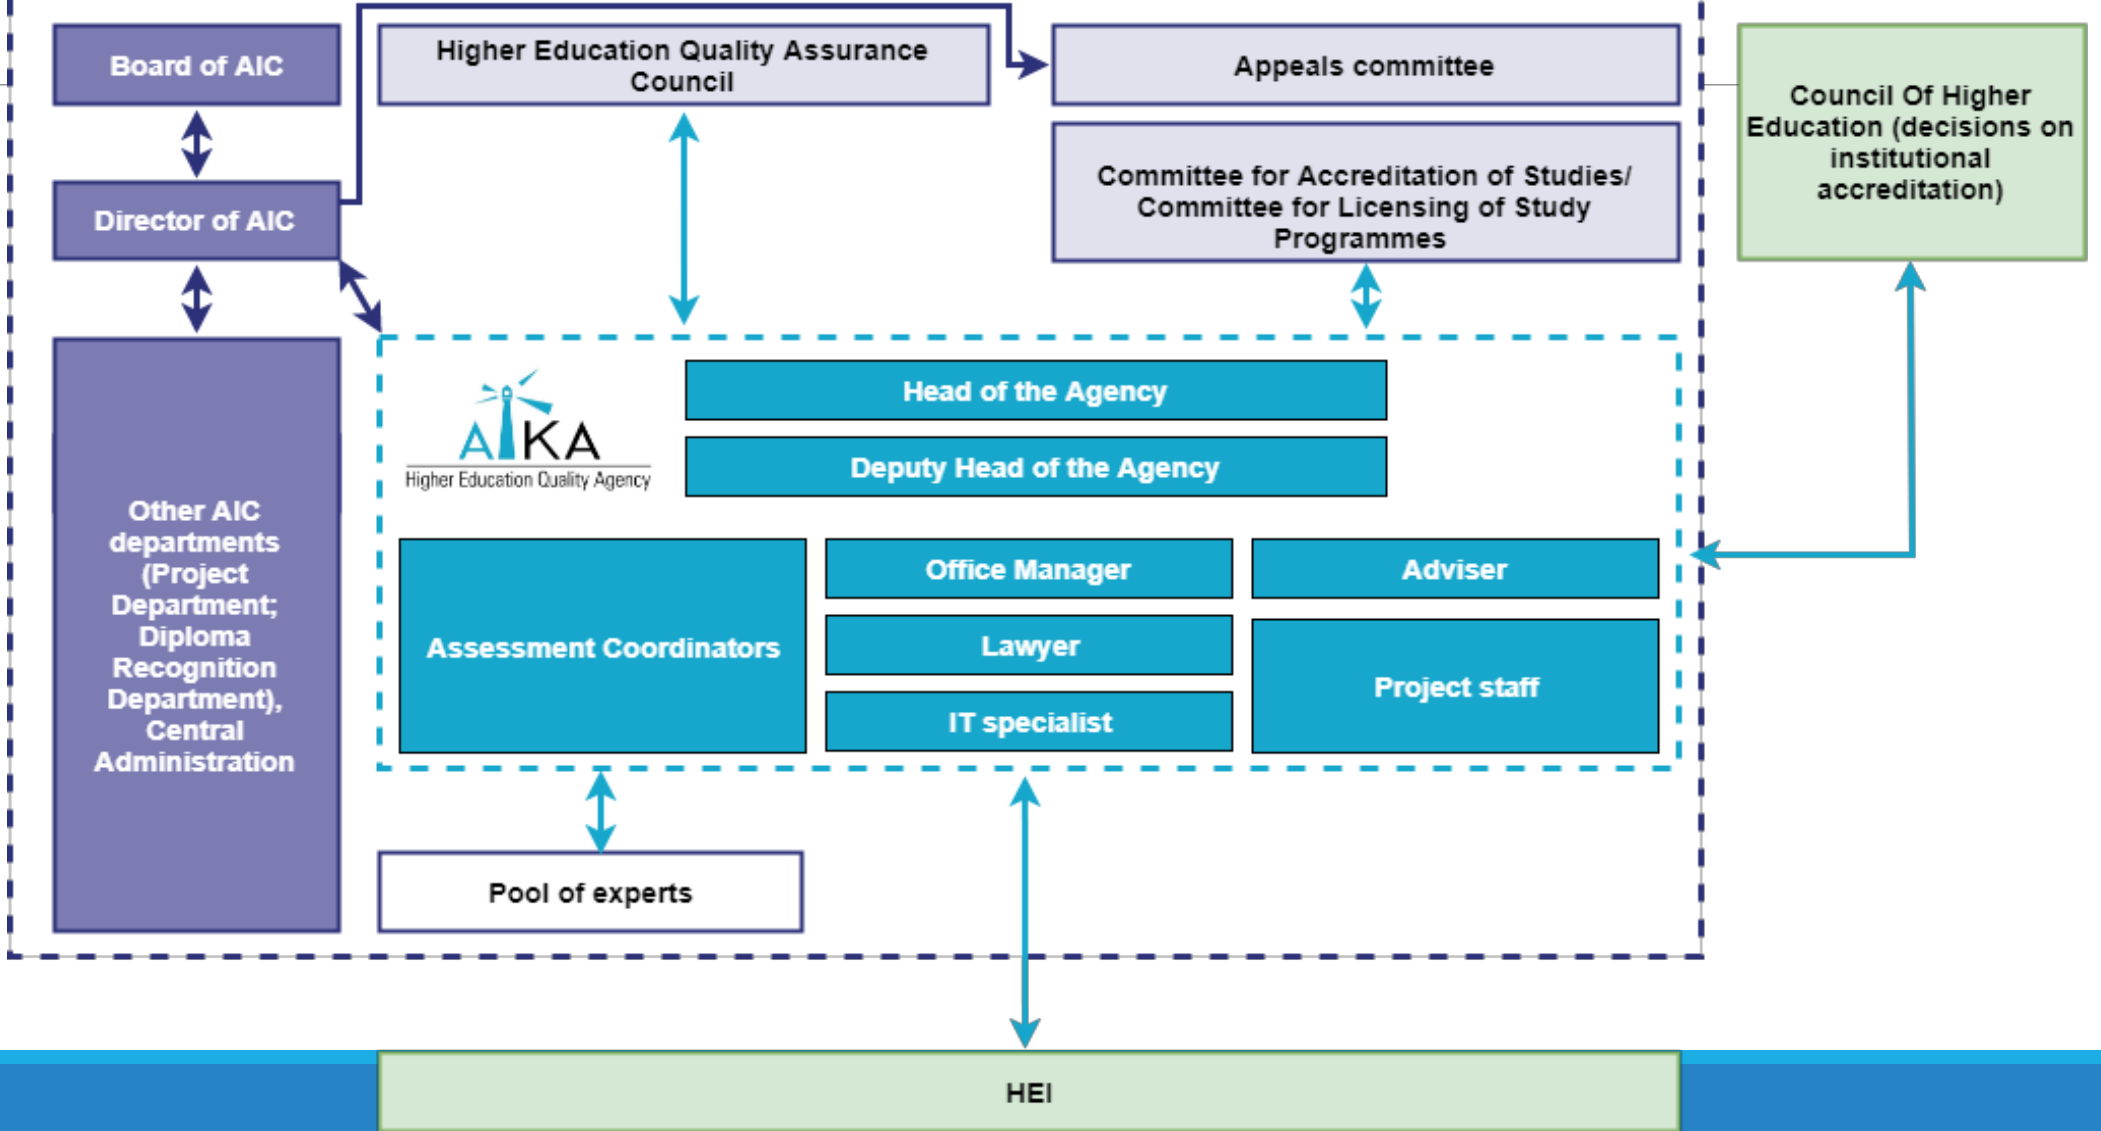 Board of AIC
Higher Education Quality Assurance
Council
Appeals committee
Council Of Higher
Education (decisions on
institutional
accreditation)
Director of AIC
Committee for Accreditation of Studies/
Committee for Licensing of Study
Programmes
Other AIC
departments
(Project
Department;
Diploma
Recognition
Department),
Central
Administration
AIKA
Higher Education Quality Agency
Head of the Agency
Deputy Head of the Agency
Assessment Coordinators
Office Manager
Lawyer
IT specialist
Adviser
Project staff
Pool of experts
HEI